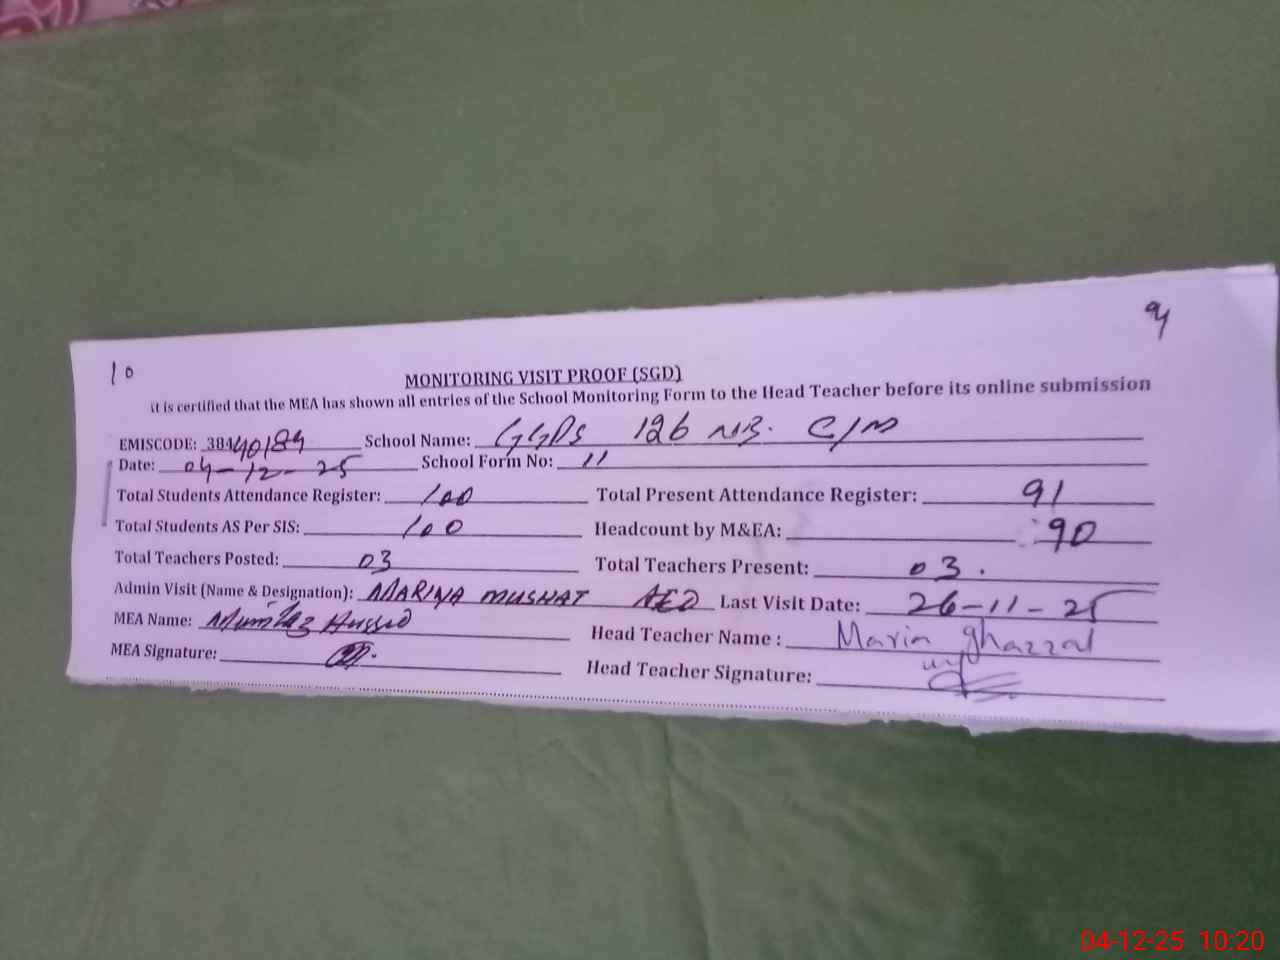 10
94
MONITORING VISIT PROOF (SGD)
it is certified that the MEA has shown all entries of the School Monitoring Form to the Head Teacher before its online submission
EMISCODE: 38440184 School Name: GGPS 126 NB. C/M
Date: 04-12-25 School Form No: 11
Total Students Attendance Register: 100 Total Present Attendance Register: 91
Total Students AS Per SIS: 100 Headcount by M&EA: 90
Total Teachers Posted: 03 Total Teachers Present: 03.
Admin Visit (Name & Designation): MARINA MUSHAT AEO Last Visit Date: 26-11-25
MEA Name: Mumtaz Hussain Head Teacher Name : Maria ghazzal
MEA Signature: Head Teacher Signature:
04-12-25 10:20